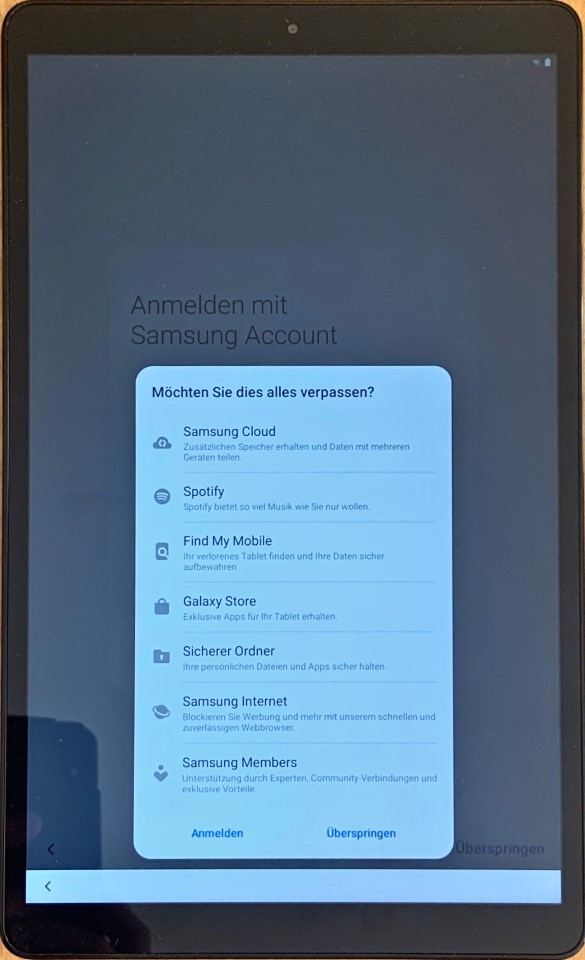 Anmelden mit
Samsung Account
Möchten Sie dies alles verpassen?
Samsung Cloud
Zusätzlichen Speicher erhalten und Daten mit mehreren
Geräten teilen.
Spotify
Spotify bietet so viel Musik wie Sie nur wollen.
Find My Mobile
Ihr verlorenes Tablet finden und Ihre Daten sicher
aufbewahren.
Galaxy Store
Exklusive Apps für Ihr Tablet erhalten.
Sicherer Ordner
Ihre persönlichen Dateien und Apps sicher halten.
Samsung Internet
Blockieren Sie Werbung und mehr mit unserem schnellen und
zuverlässigen Webbrowser.
Samsung Members
Unterstützung durch Experten, Community-Verbindungen und
exklusive Vorteile.
Anmelden Überspringen
Überspringen